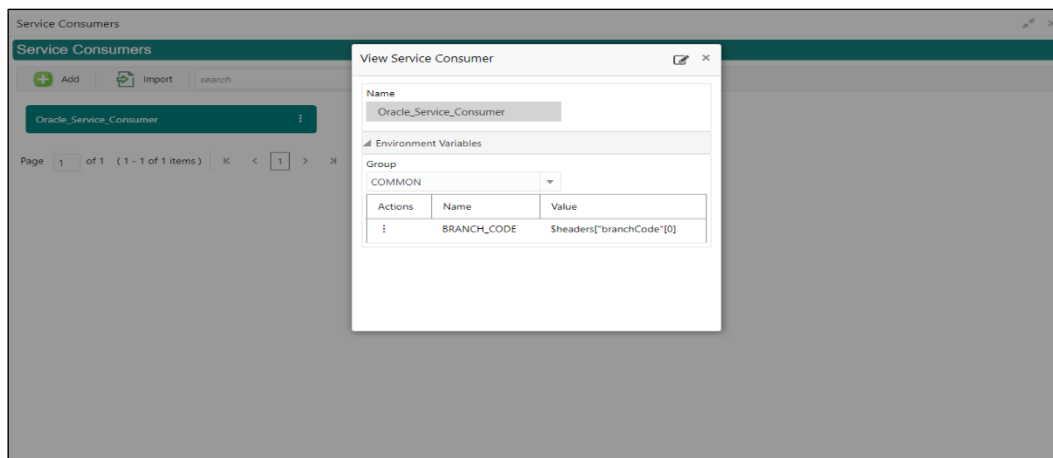 Service Consumers
Service Consumers
Add Import search
Oracle_Service_Consumer
Page 1 of 1 (1 - 1 of 1 items) K < 1 > K
View Service Consumer
Name
Oracle_Service_Consumer
Environment Variables
Group
COMMON
Actions Name Value
BRANCH_CODE $headers["branchCode"[0]